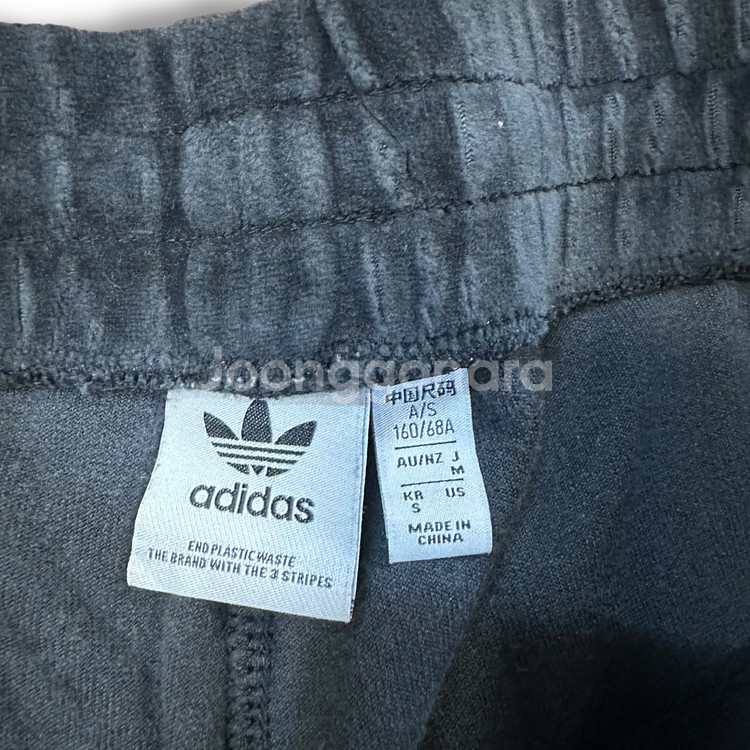 Joonggonara
adidas
END PLASTIC WASTE
THE BRAND WITH THE 3 STRIPES
中国尺码
A/S
160/68A
AU/NZ J
M
KR US
S
MADE IN
CHINA